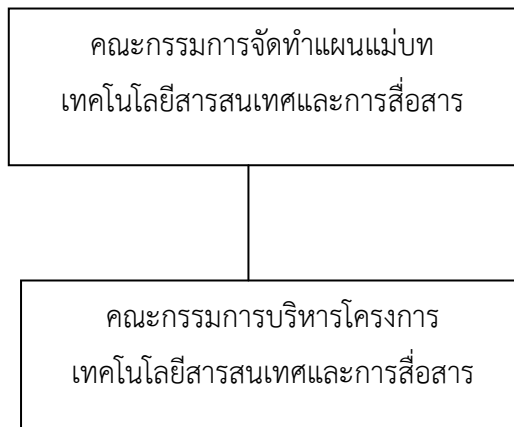 คณะกรรมการจัดทำแผนแม่บท
เทคโนโลยีสารสนเทศและการสื่อสาร
คณะกรรมการบริหารโครงการ
เทคโนโลยีสารสนเทศและการสื่อสาร